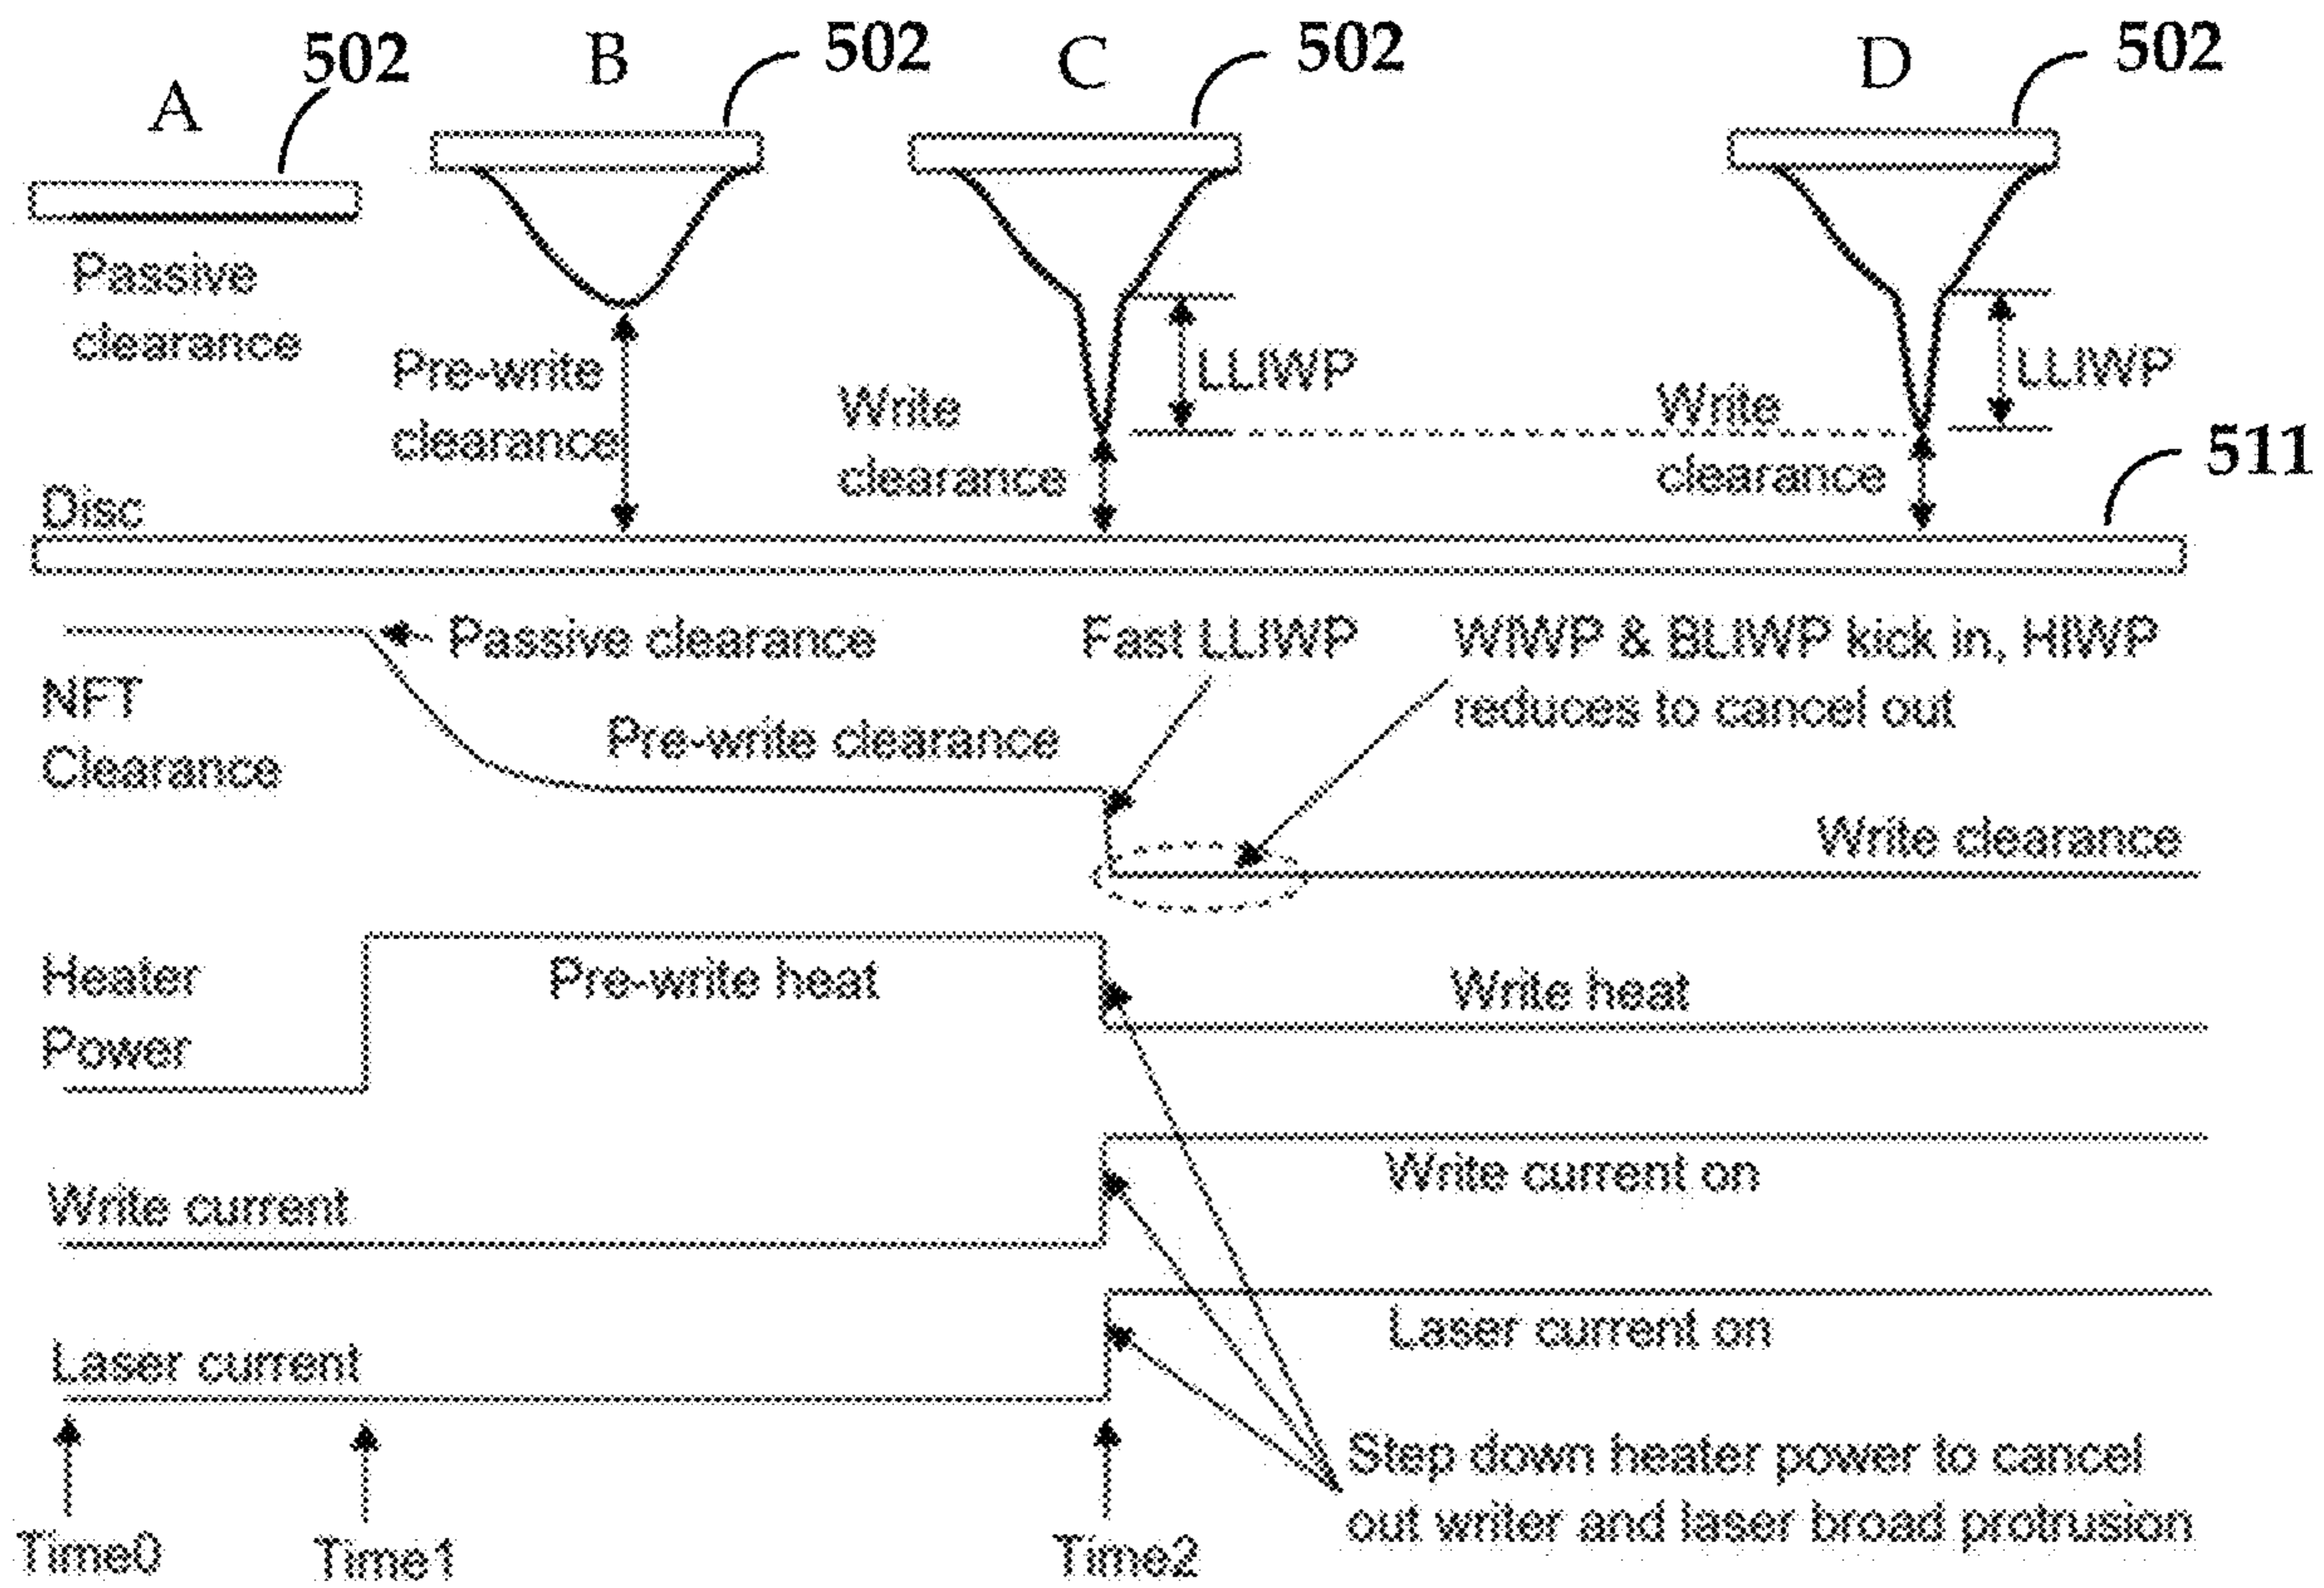 A
502
B
502
C
502
D
502
Passive
clearance
Pre-write
clearance
Write
clearance
LLIWP
Write
clearance
LLIWP
511
Disc
Passive clearance
Fast LLIWP
WIWP & BLIWP kick in, HIWP
reduces to cancel out
NFT
Clearance
Pre-write clearance
Write clearance
Heater
Power
Pre-write heat
Write heat
Write current
Write current on
Laser current
Laser current on
Step down heater power to cancel
out writer and laser broad protrusion
Time0
Time1
Time2